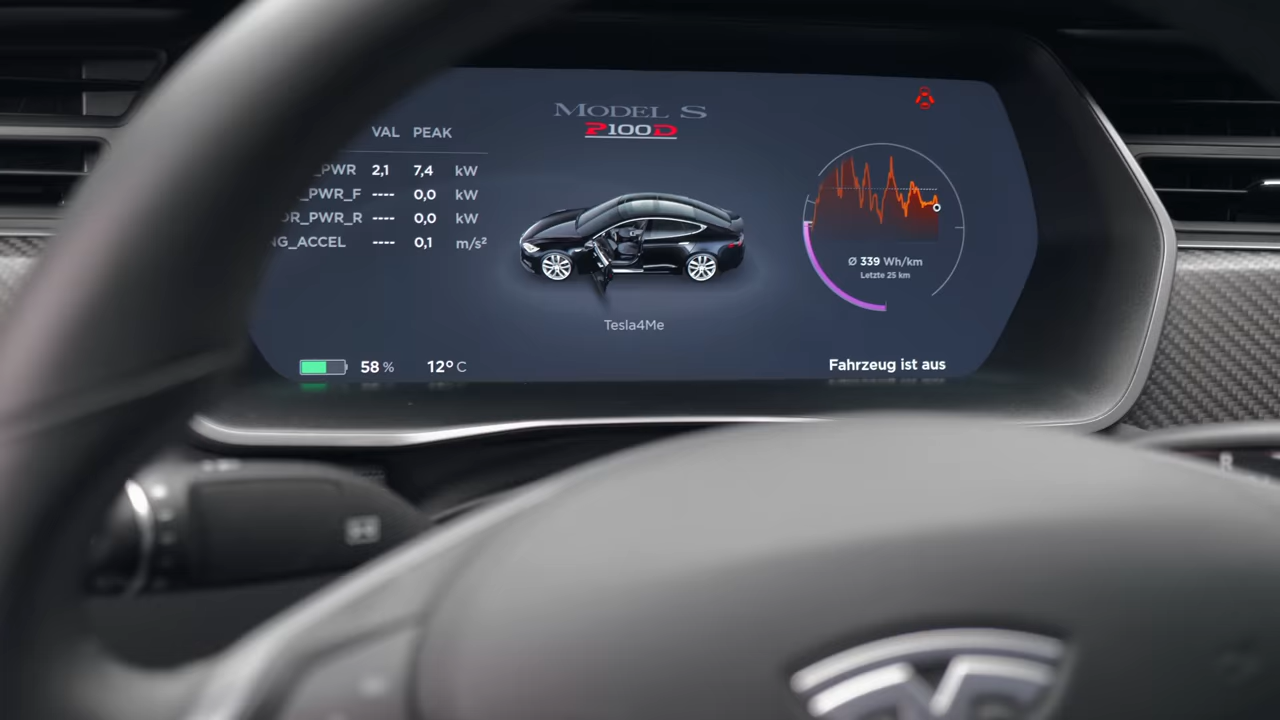 MODEL S
P100D
VAL PEAK
_PWR 2,1 7,4 kW
_PWR_F ---- 0,0 kW
OR_PWR_R ---- 0,0 kW
NG_ACCEL ---- 0,1 m/s²
Ø 339 Wh/km
Letzte 25 km
Tesla4Me
58 % 12° C
Fahrzeug ist aus
R